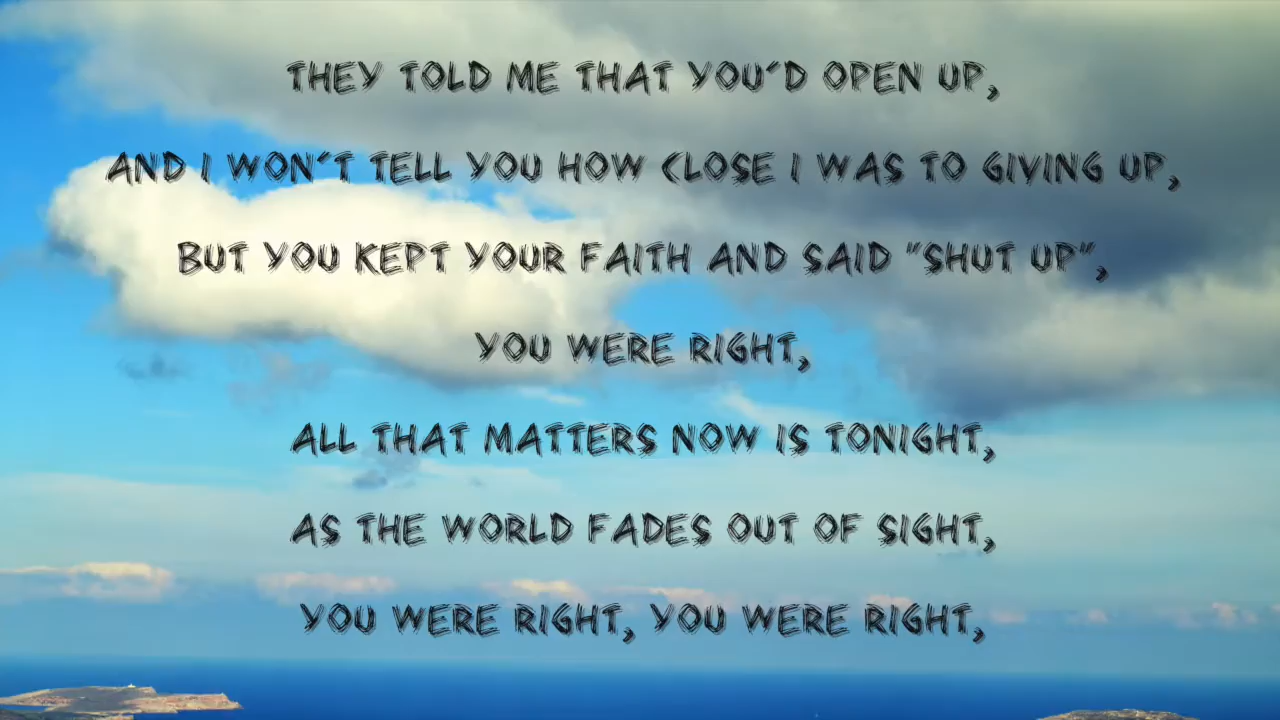 THEY TOLD ME THAT YOU'D OPEN UP,
AND I WON'T TELL YOU HOW CLOSE I WAS TO GIVING UP,
BUT YOU KEPT YOUR FAITH AND SAID "SHUT UP",
YOU WERE RIGHT,
ALL THAT MATTERS NOW IS TONIGHT,
AS THE WORLD FADES OUT OF SIGHT,
YOU WERE RIGHT, YOU WERE RIGHT,